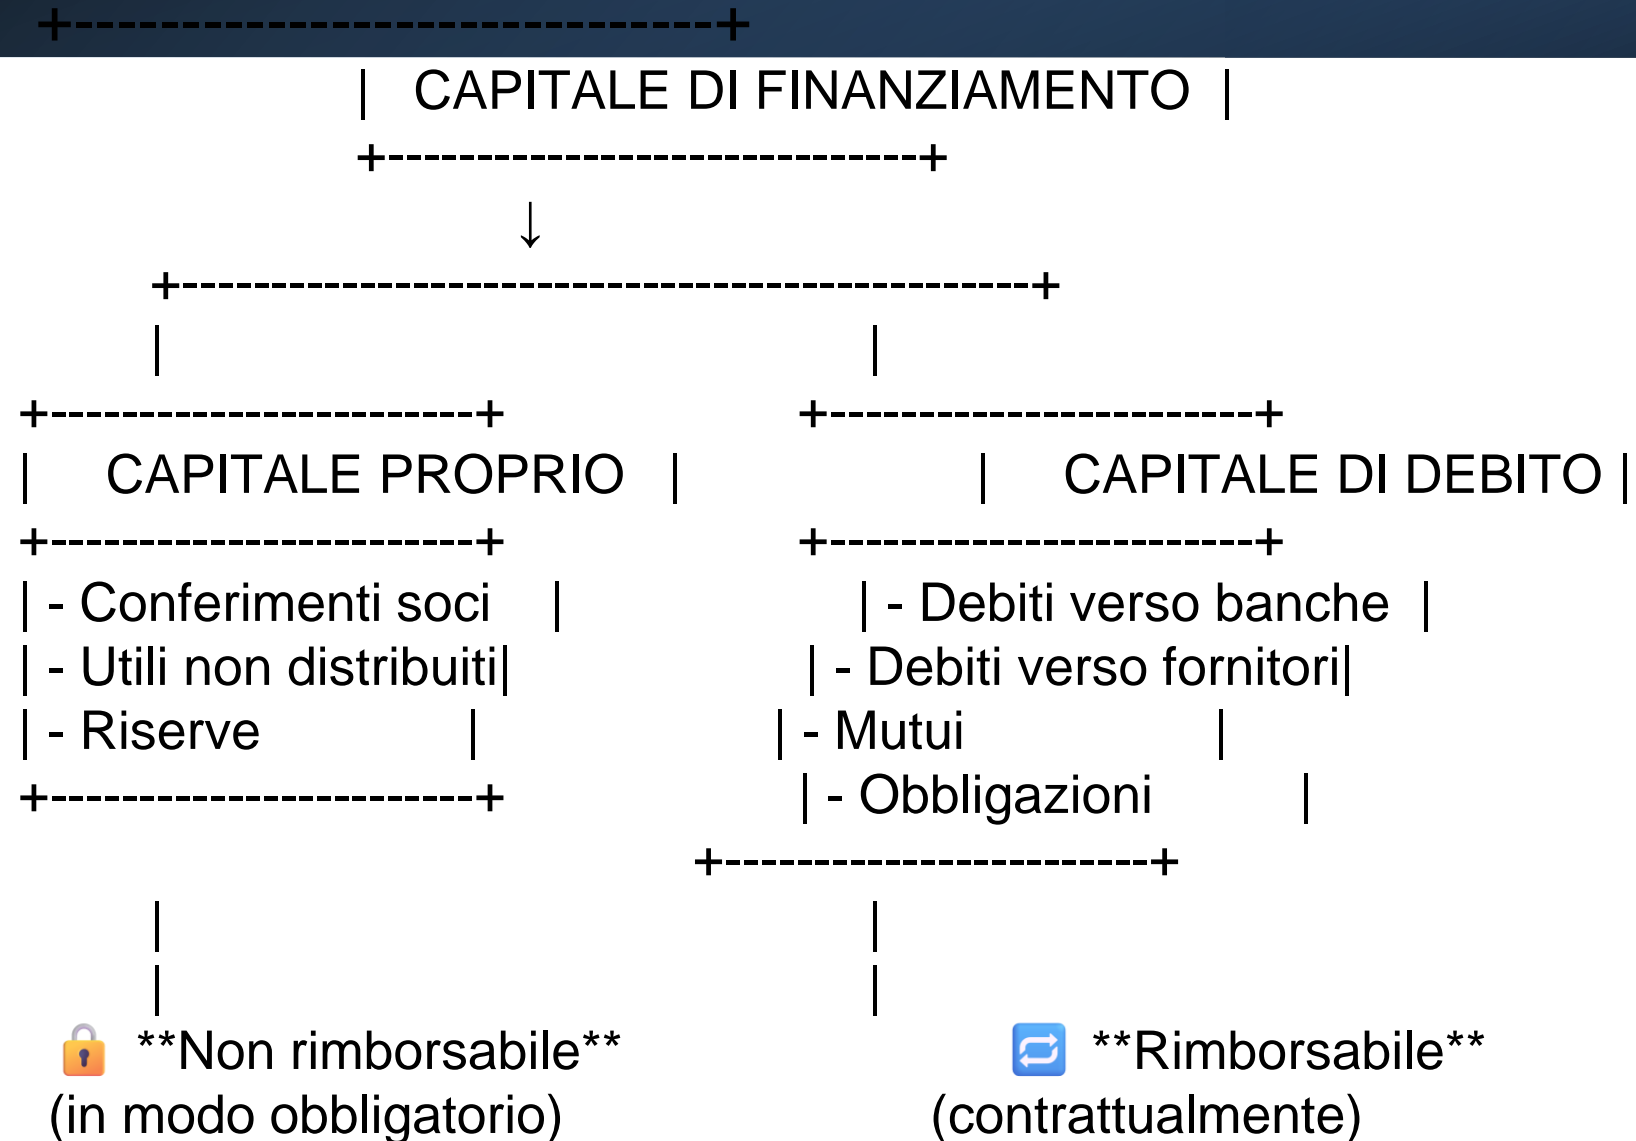 +------------------------------+
|   CAPITALE DI FINANZIAMENTO  |
+------------------------------+
↓
+------------------------------------------------+
|                                                |
+------------------------+                    +------------------------+
|     CAPITALE PROPRIO   |                    |     CAPITALE DI DEBITO |
+------------------------+                    +------------------------+
| - Conferimenti soci    |                    | - Debiti verso banche  |
| - Utili non distribuiti|                    | - Debiti verso fornitori|
| - Riserve              |                    | - Mutui                |
+------------------------+                    | - Obbligazioni         |
+------------------------+
|                                                |
|                                                |
🔒 **Non rimborsabile**                    🔁 **Rimborsabile**
(in modo obbligatorio)                    (contrattualmente)